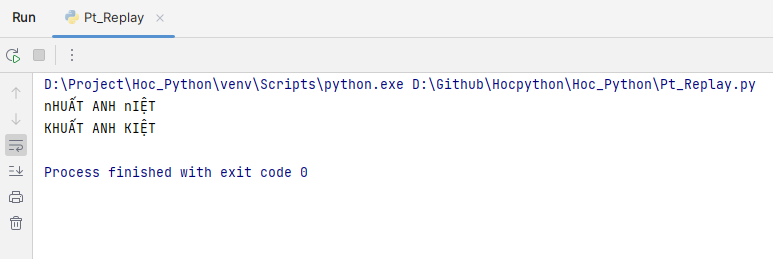 Run Pt_Replay
D:\Project\Hoc_Python\venv\Scripts\python.exe D:\Github\Hocpython\Hoc_Python\Pt_Replay.py
nHUẤT ANH nIỆT
KHUẤT ANH KIỆT
Process finished with exit code 0